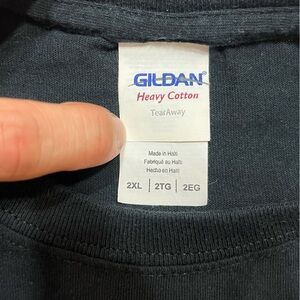 GILDAN®
Heavy Cotton
TearAway
Made in Haiti
Fabriqué au Haïti
Hecho en Haití
2XL | 2TG | 2EG